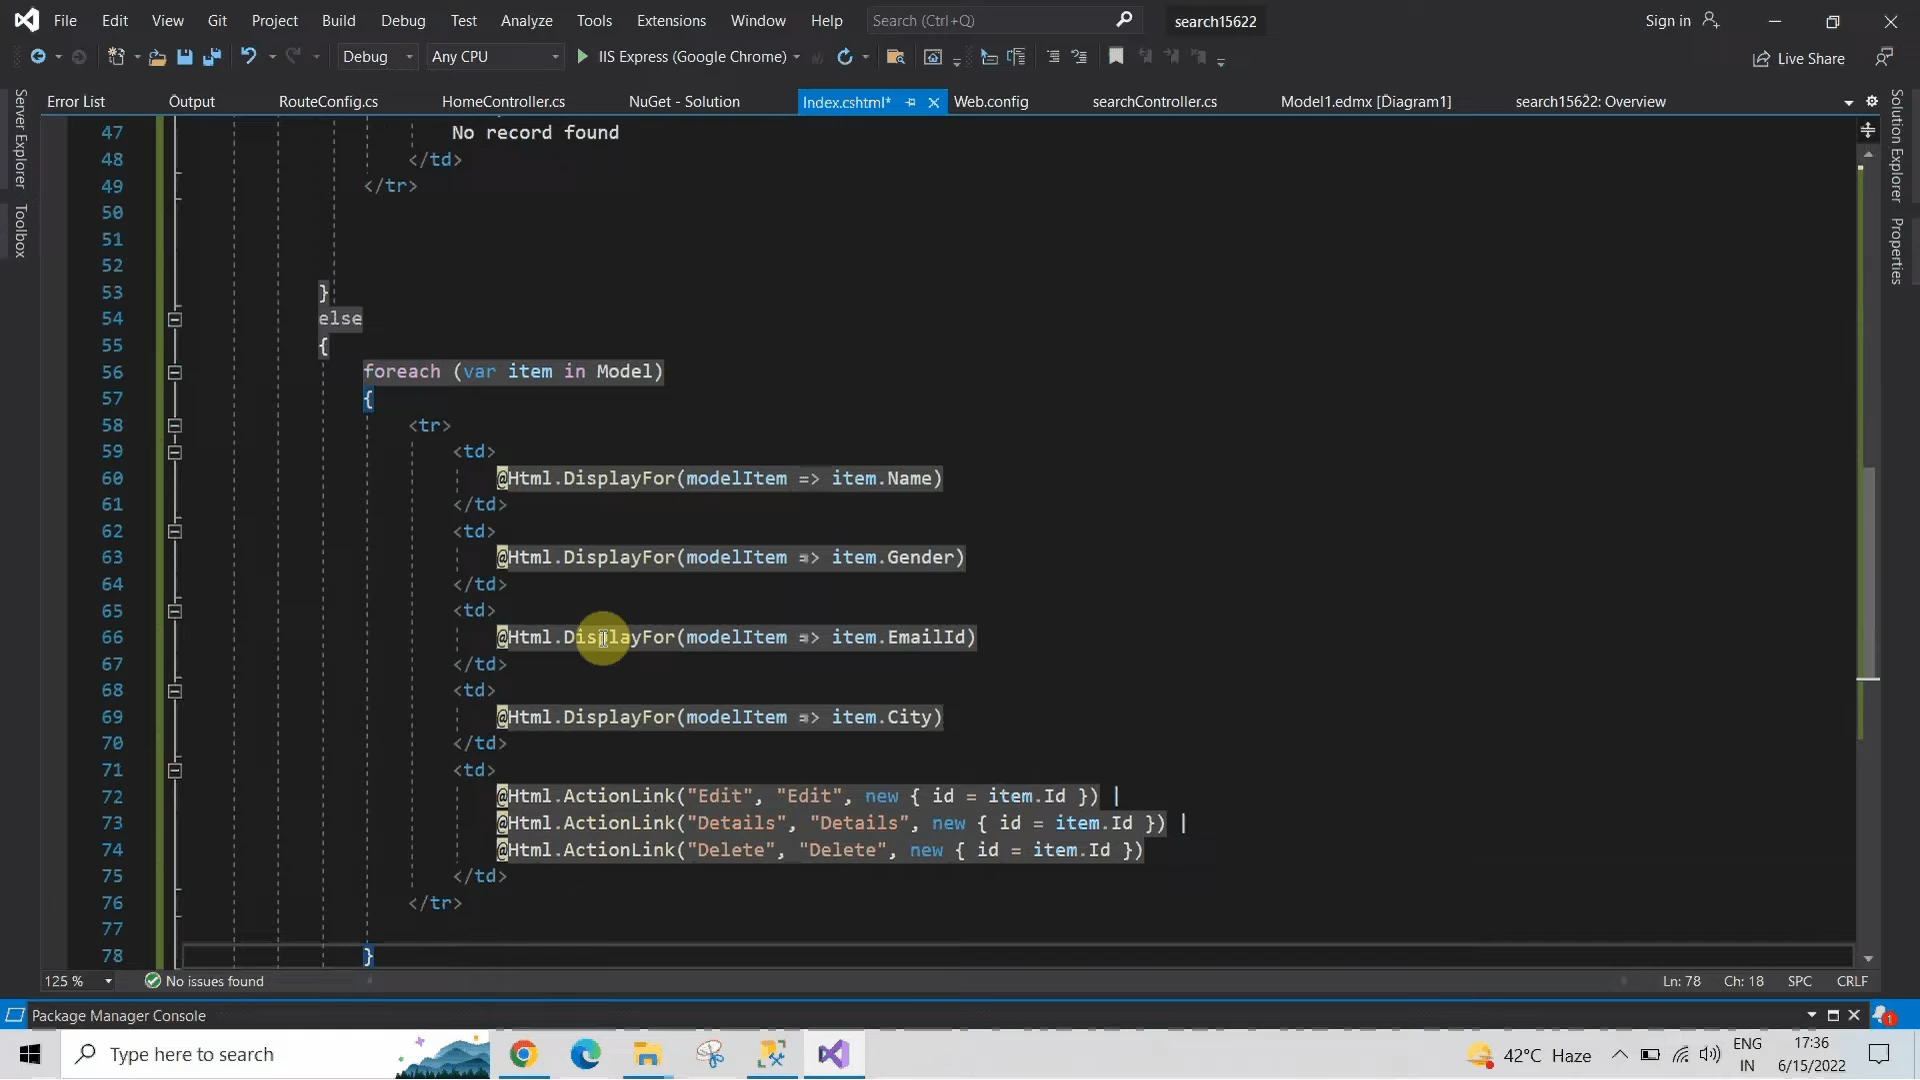 File Edit View Git Project Build Debug Test Analyze Tools Extensions Window Help Search (Ctrl+Q) search15622 Sign in
Debug Any CPU IIS Express (Google Chrome) Live Share
Error List Output RouteConfig.cs HomeController.cs NuGet - Solution Index.cshtml* Web.config searchController.cs Model1.edmx [Diagram1] search15622: Overview
Server Explorer
Toolbox
Solution Explorer
Properties
47 No record found
48 </td>
49 </tr>
50
51
52
53 }
54 else
55 {
56 foreach (var item in Model)
57 {
58 <tr>
59 <td>
60 @Html.DisplayFor(modelItem => item.Name)
61 </td>
62 <td>
63 @Html.DisplayFor(modelItem => item.Gender)
64 </td>
65 <td>
66 @Html.DisplayFor(modelItem => item.EmailId)
67 </td>
68 <td>
69 @Html.DisplayFor(modelItem => item.City)
70 </td>
71 <td>
72 @Html.ActionLink("Edit", "Edit", new { id = item.Id }) |
73 @Html.ActionLink("Details", "Details", new { id = item.Id }) |
74 @Html.ActionLink("Delete", "Delete", new { id = item.Id })
75 </td>
76 </tr>
77
78 }
125 % No issues found Ln: 78 Ch: 18 SPC CRLF
Package Manager Console 1
Type here to search 42°C Haze ENG IN 17:36 6/15/2022